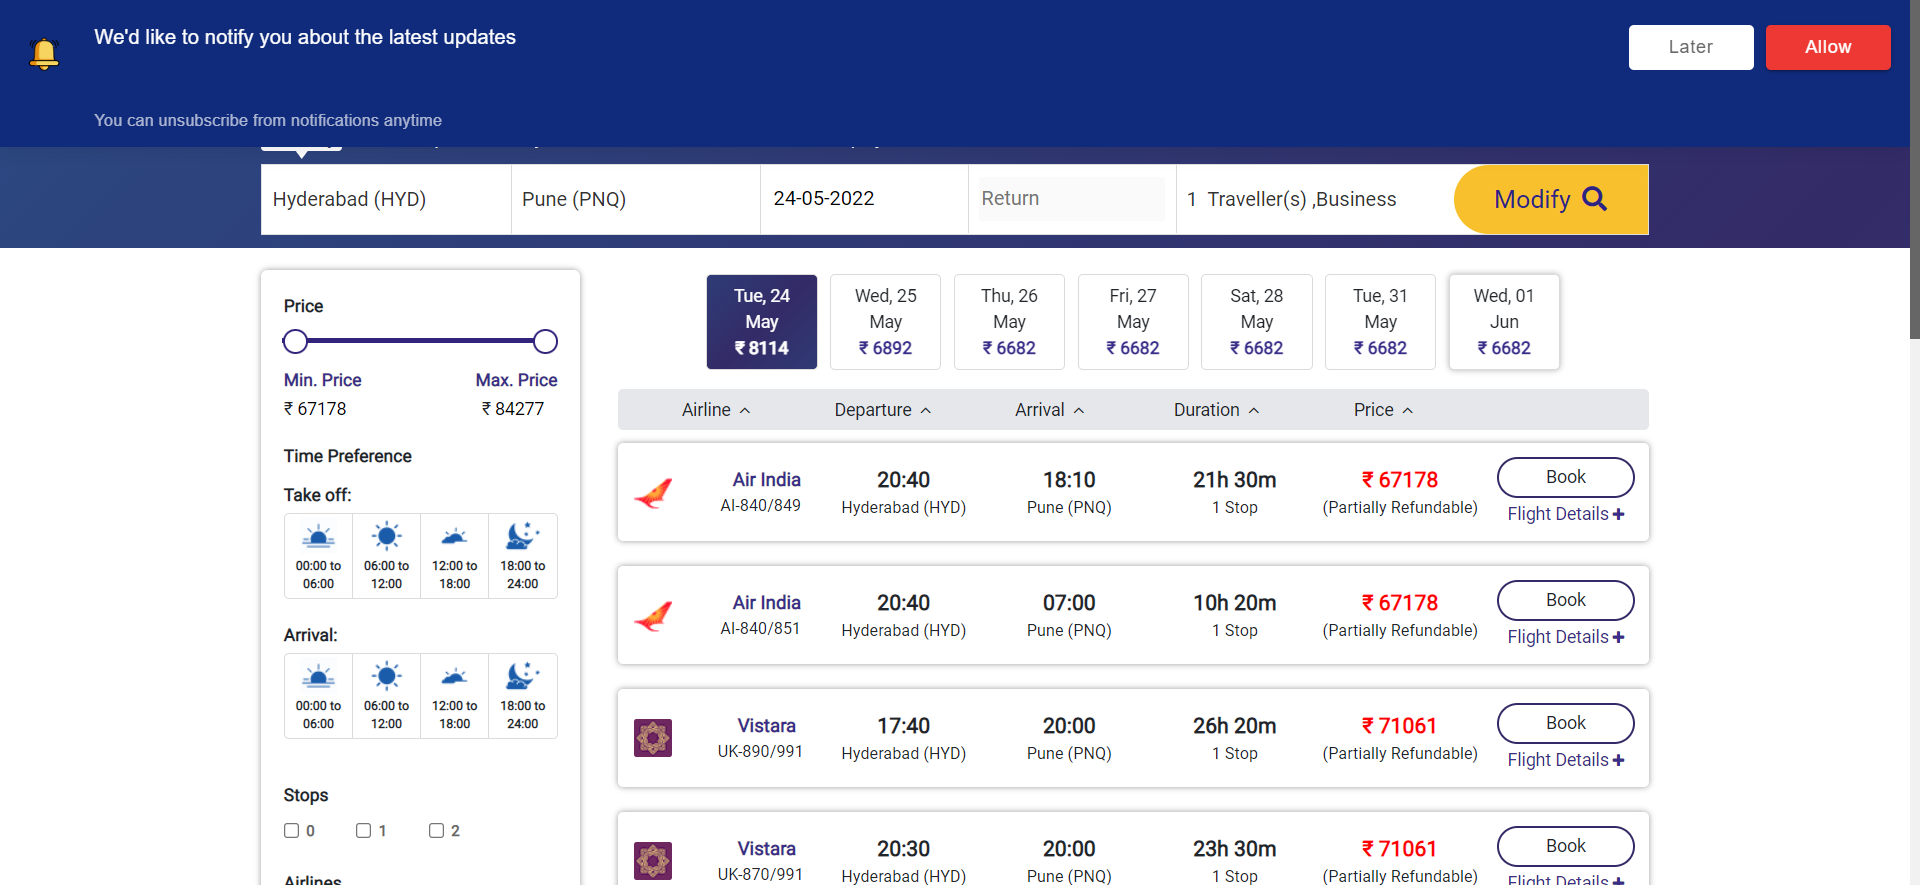 We'd like to notify you about the latest updates
Later
Allow
You can unsubscribe from notifications anytime
Hyderabad (HYD)
Pune (PNQ)
24-05-2022
Return
1 Traveller(s) ,Business
Modify
Price
Min. Price
Max. Price
₹ 67178
₹ 84277
Time Preference
Take off:
00:00 to
06:00
06:00 to
12:00
12:00 to
18:00
18:00 to
24:00
Arrival:
00:00 to
06:00
06:00 to
12:00
12:00 to
18:00
18:00 to
24:00
Stops
0
1
2
Airlines
Tue, 24
May
₹ 8114
Wed, 25
May
₹ 6892
Thu, 26
May
₹ 6682
Fri, 27
May
₹ 6682
Sat, 28
May
₹ 6682
Tue, 31
May
₹ 6682
Wed, 01
Jun
₹ 6682
Airline
Departure
Arrival
Duration
Price
Air India
AI-840/849
20:40
Hyderabad (HYD)
18:10
Pune (PNQ)
21h 30m
1 Stop
₹ 67178
(Partially Refundable)
Book
Flight Details +
Air India
AI-840/851
20:40
Hyderabad (HYD)
07:00
Pune (PNQ)
10h 20m
1 Stop
₹ 67178
(Partially Refundable)
Book
Flight Details +
Vistara
UK-890/991
17:40
Hyderabad (HYD)
20:00
Pune (PNQ)
26h 20m
1 Stop
₹ 71061
(Partially Refundable)
Book
Flight Details +
Vistara
UK-870/991
20:30
Hyderabad (HYD)
20:00
Pune (PNQ)
23h 30m
1 Stop
₹ 71061
(Partially Refundable)
Book
Flight Details +